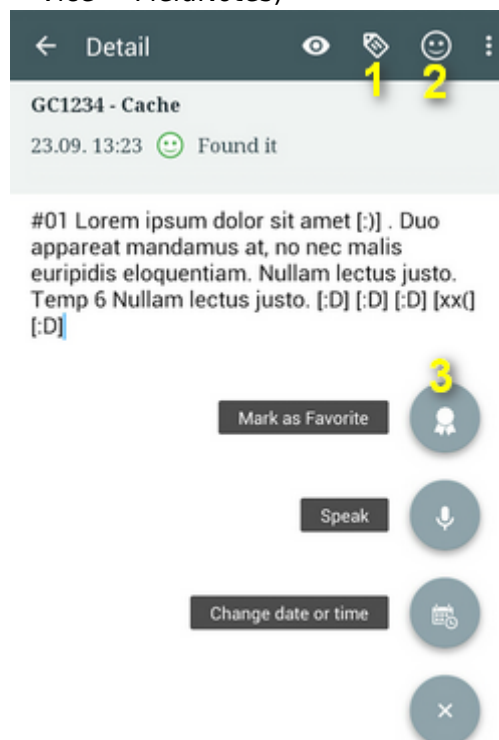 Detail
1 2
GC1234 - Cache
23.09. 13:23 Found it
#01 Lorem ipsum dolor sit amet [:)] . Duo
appareat mandamus at, no nec malis
euripidis eloquentiam. Nullam lectus justo.
Temp 6 Nullam lectus justo. [:D] [:D] [:D] [xx(]
[:D]
3
Mark as Favorite
Speak
Change date or time